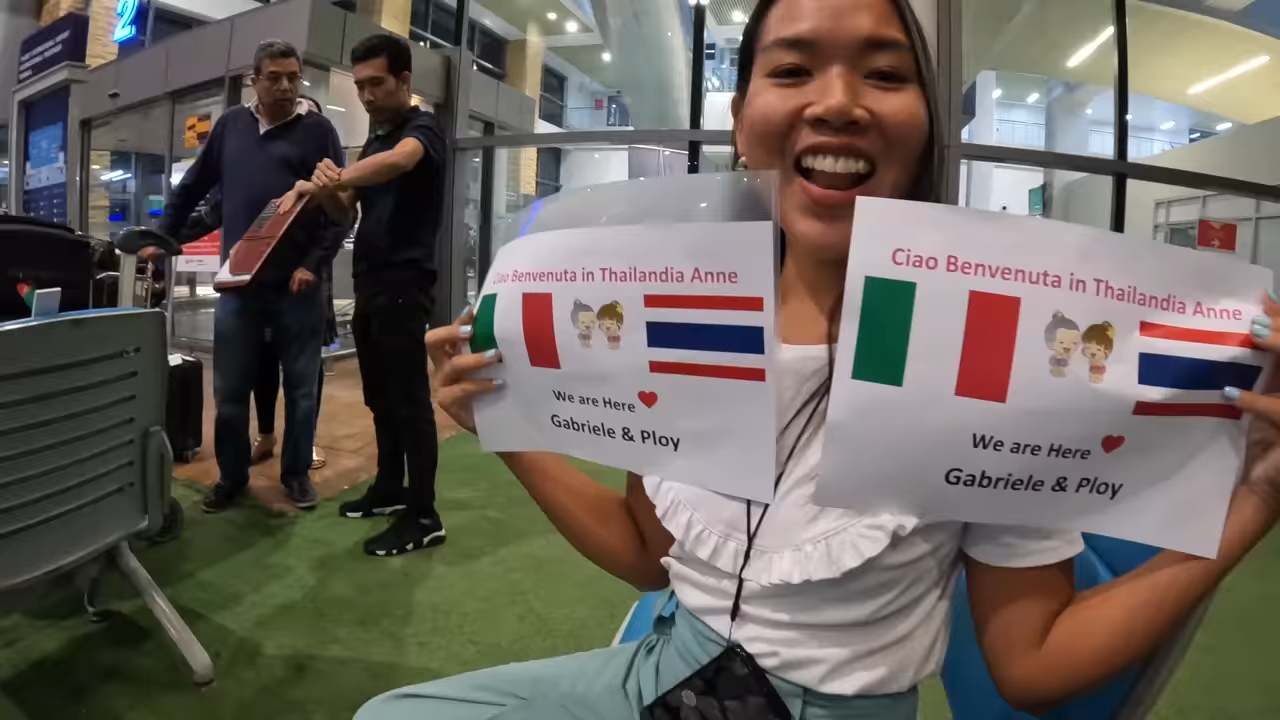 2
Ciao Benvenuta in Thailandia Anne
We are Here
Gabriele & Ploy
Ciao Benvenuta in Thailandia Anne
We are Here
Gabriele & Ploy